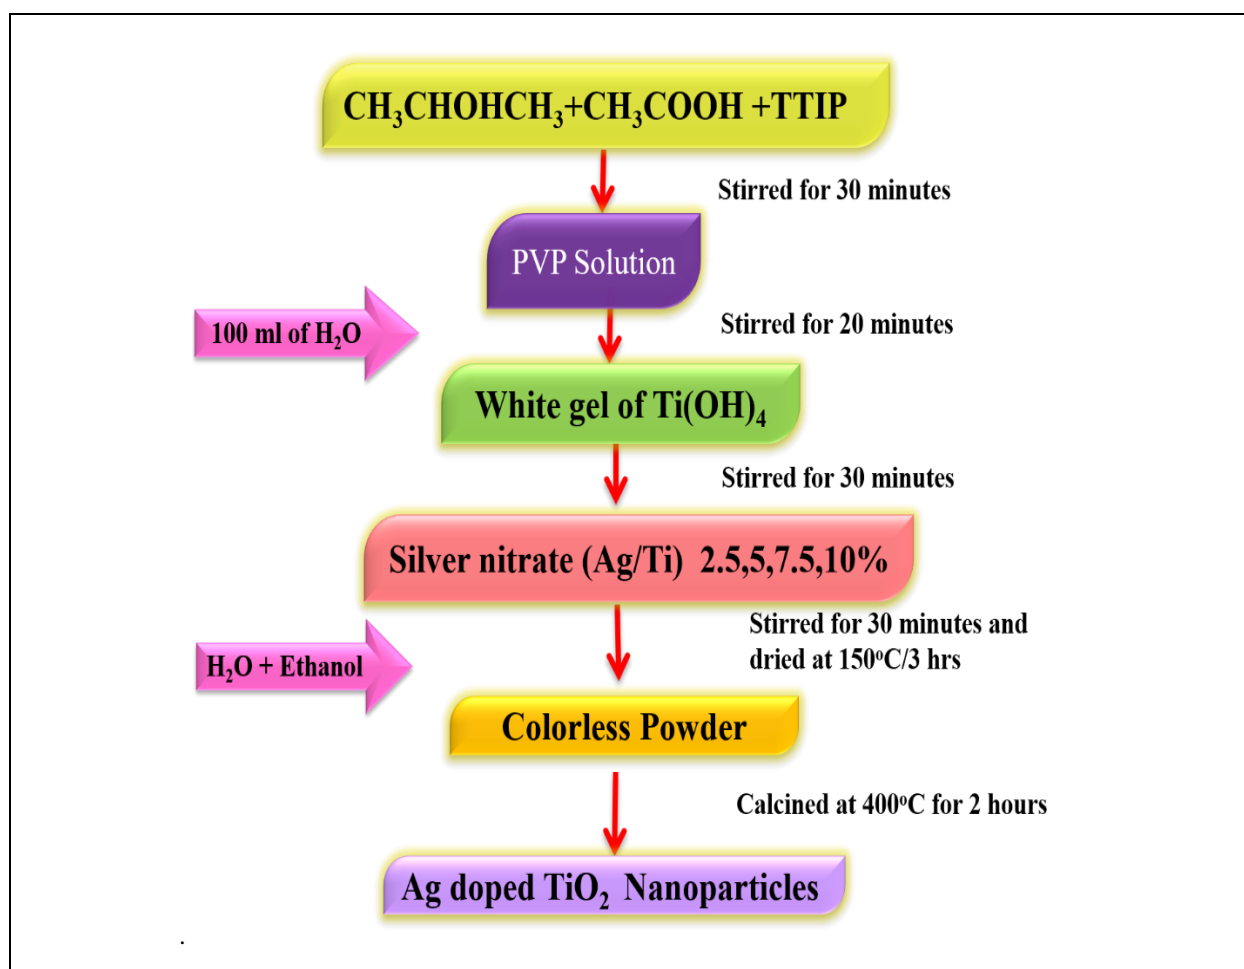 CH₃CHOHCH₃+CH₃COOH +TTIP
Stirred for 30 minutes
PVP Solution
100 ml of H₂O
Stirred for 20 minutes
White gel of Ti(OH)₄
Stirred for 30 minutes
Silver nitrate (Ag/Ti) 2.5,5,7.5,10%
Stirred for 30 minutes and
dried at 150°C/3 hrs
H₂O + Ethanol
Colorless Powder
Calcined at 400°C for 2 hours
Ag doped TiO₂ Nanoparticles
.